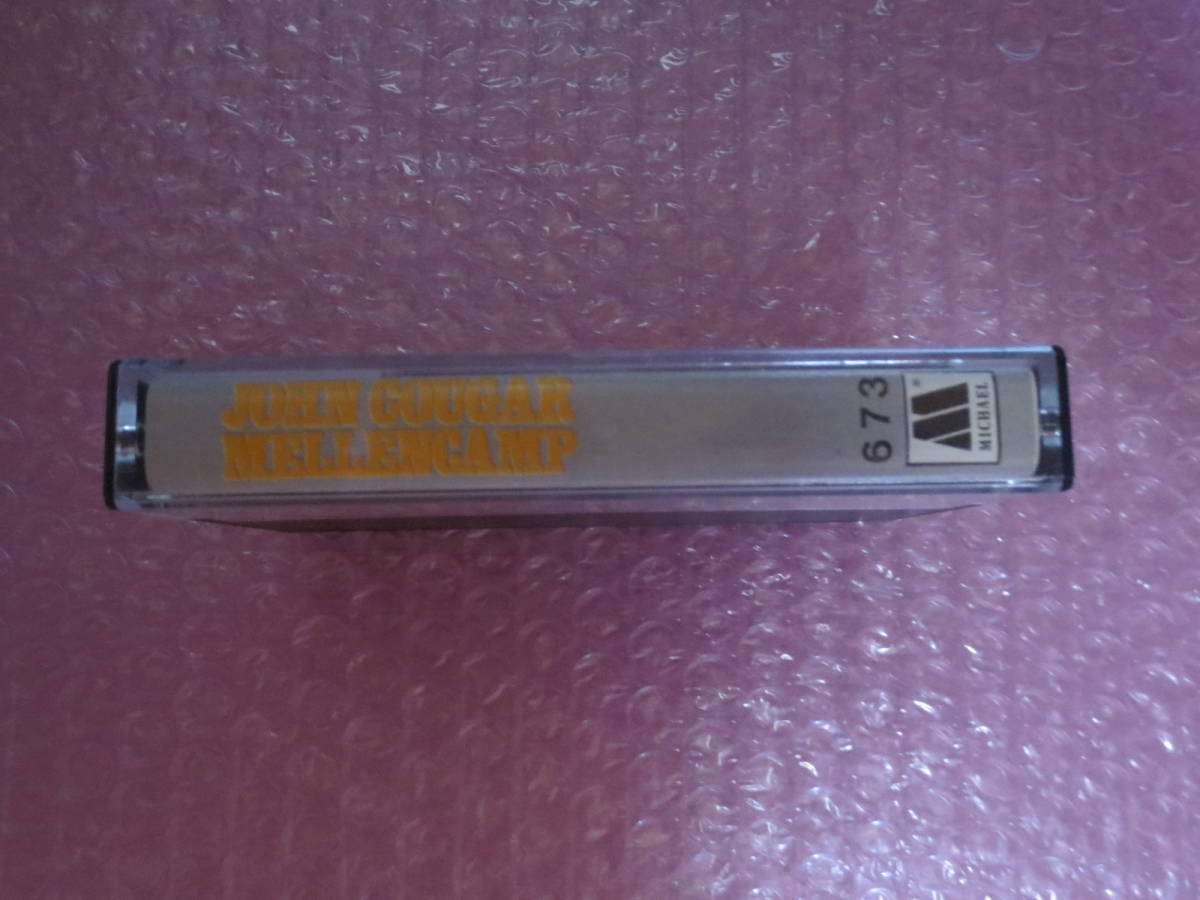 JOHN COUGAR
MELLENCAMP
673
MICHAEL
®